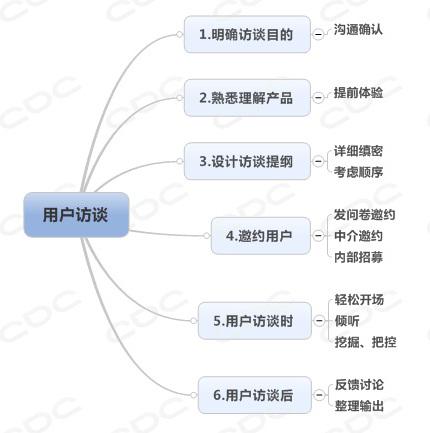 用户访谈
1.明确访谈目的
沟通确认
2.熟悉理解产品
提前体验
3.设计访谈提纲
详细缜密
考虑顺序
4.邀约用户
发问卷邀约
中介邀约
内部招募
5.用户访谈时
轻松开场
倾听
挖掘、把控
6.用户访谈后
反馈讨论
整理输出
CDC